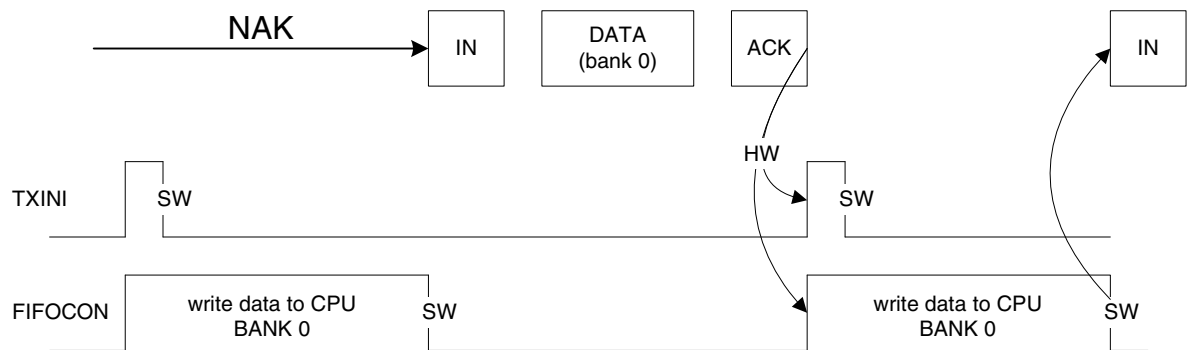 NAK
IN
DATA
(bank 0)
ACK
IN
HW
TXINI
SW
SW
FIFOCON
write data to CPU
BANK 0
SW
write data to CPU
BANK 0
SW